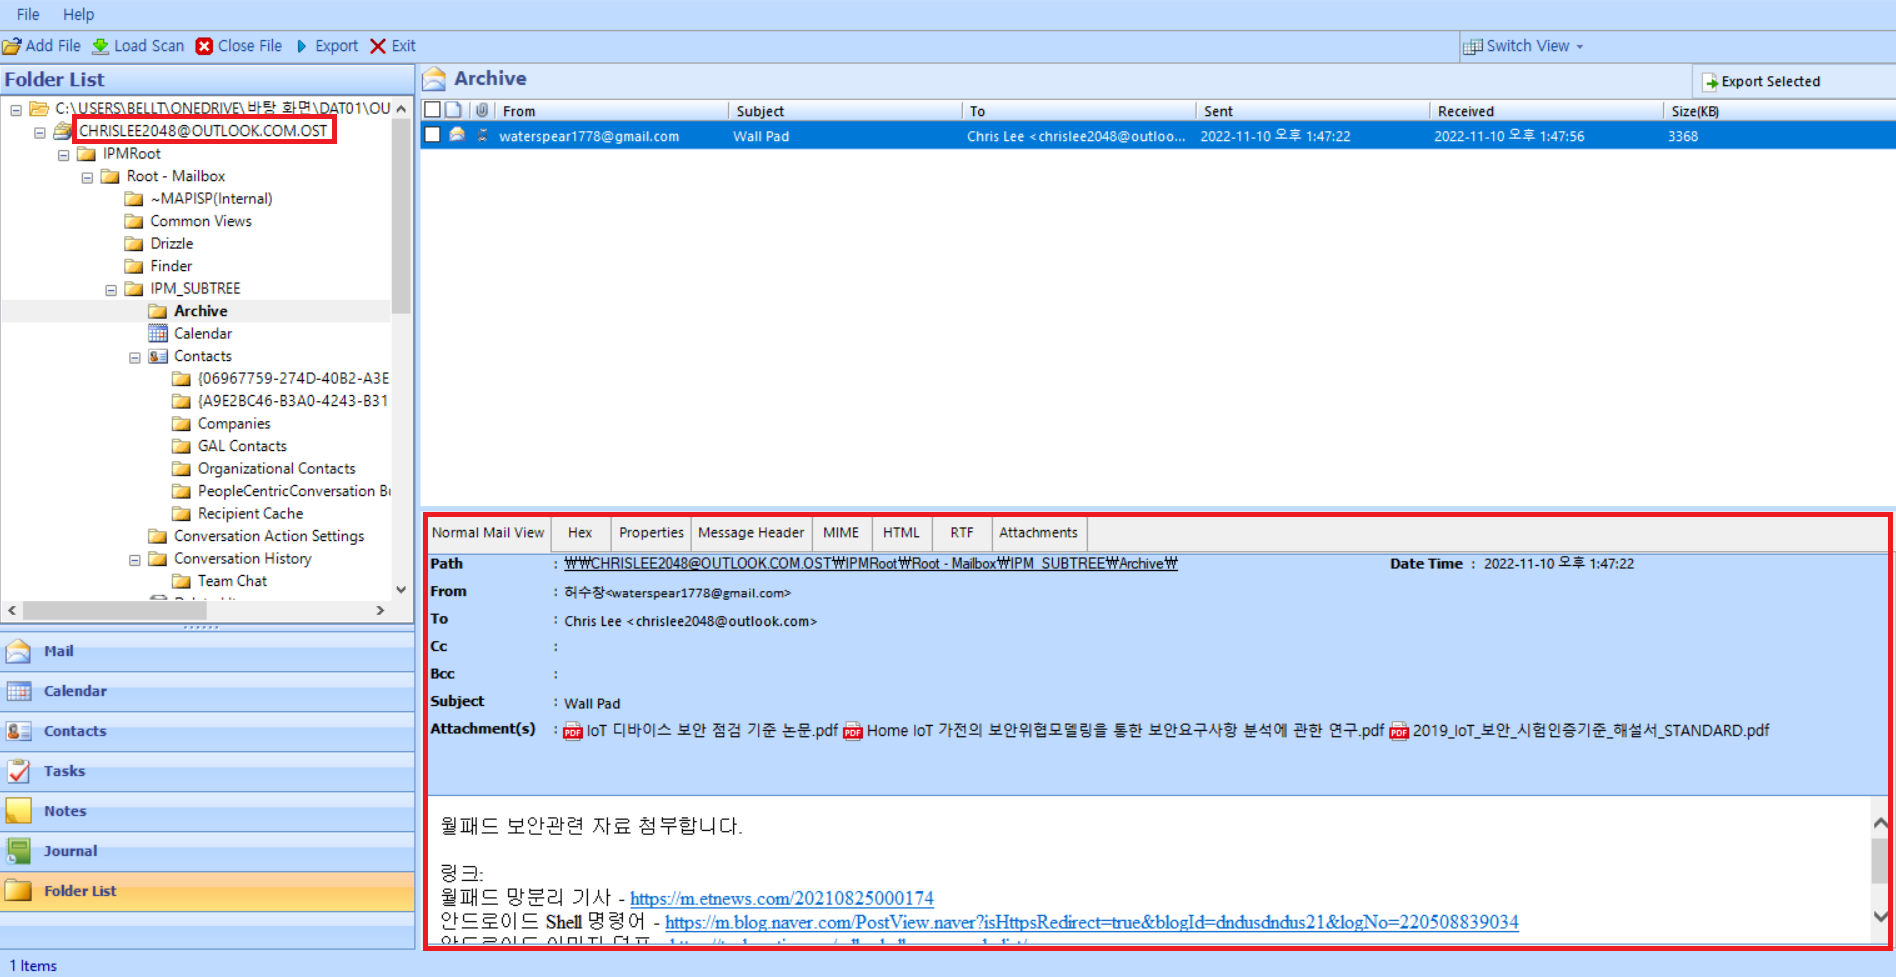 File Help
Add File Load Scan Close File Export Exit Switch View
Folder List
C:\USERS\BELLT\ONEDRIVE\바탕 화면\DAT01\OU
CHRISLEE2048@OUTLOOK.COM.OST
IPMRoot
Root - Mailbox
~MAPISP(Internal)
Common Views
Drizzle
Finder
IPM_SUBTREE
Archive
Calendar
Contacts
{06967759-274D-40B2-A3E
{A9E2BC46-B3A0-4243-B31
Companies
GAL Contacts
Organizational Contacts
PeopleCentricConversation
Recipient Cache
Conversation Action Settings
Conversation History
Team Chat
Mail
Calendar
Contacts
Tasks
Notes
Journal
Folder List
1 Items
Archive
Export Selected
From Subject To Sent Received Size(KB)
waterspear1778@gmail.com Wall Pad Chris Lee <chrislee2048@outloo... 2022-11-10 오후 1:47:22 2022-11-10 오후 1:47:56 3368
Normal Mail View Hex Properties Message Header MIME HTML RTF Attachments
Path : ₩₩CHRISLEE2048@OUTLOOK.COM.OST₩IPMRoot₩Root - Mailbox₩IPM_SUBTREE₩Archive₩ Date Time : 2022-11-10 오후 1:47:22
From : 허수창<waterspear1778@gmail.com>
To : Chris Lee <chrislee2048@outlook.com>
Cc :
Bcc :
Subject : Wall Pad
Attachment(s) : PDF IoT 디바이스 보안 점검 기준 논문.pdf PDF Home IoT 가전의 보안위협모델링을 통한 보안요구사항 분석에 관한 연구.pdf PDF 2019_IoT_보안_시험인증기준_해설서_STANDARD.pdf
월패드 보안관련 자료 첨부합니다.
링크:
월패드 망분리 기사 - https://m.etnews.com/20210825000174
안드로이드 Shell 명령어 - https://m.blog.naver.com/PostView.naver?isHttpsRedirect=true&blogId=dndusdndus21&logNo=220508839034